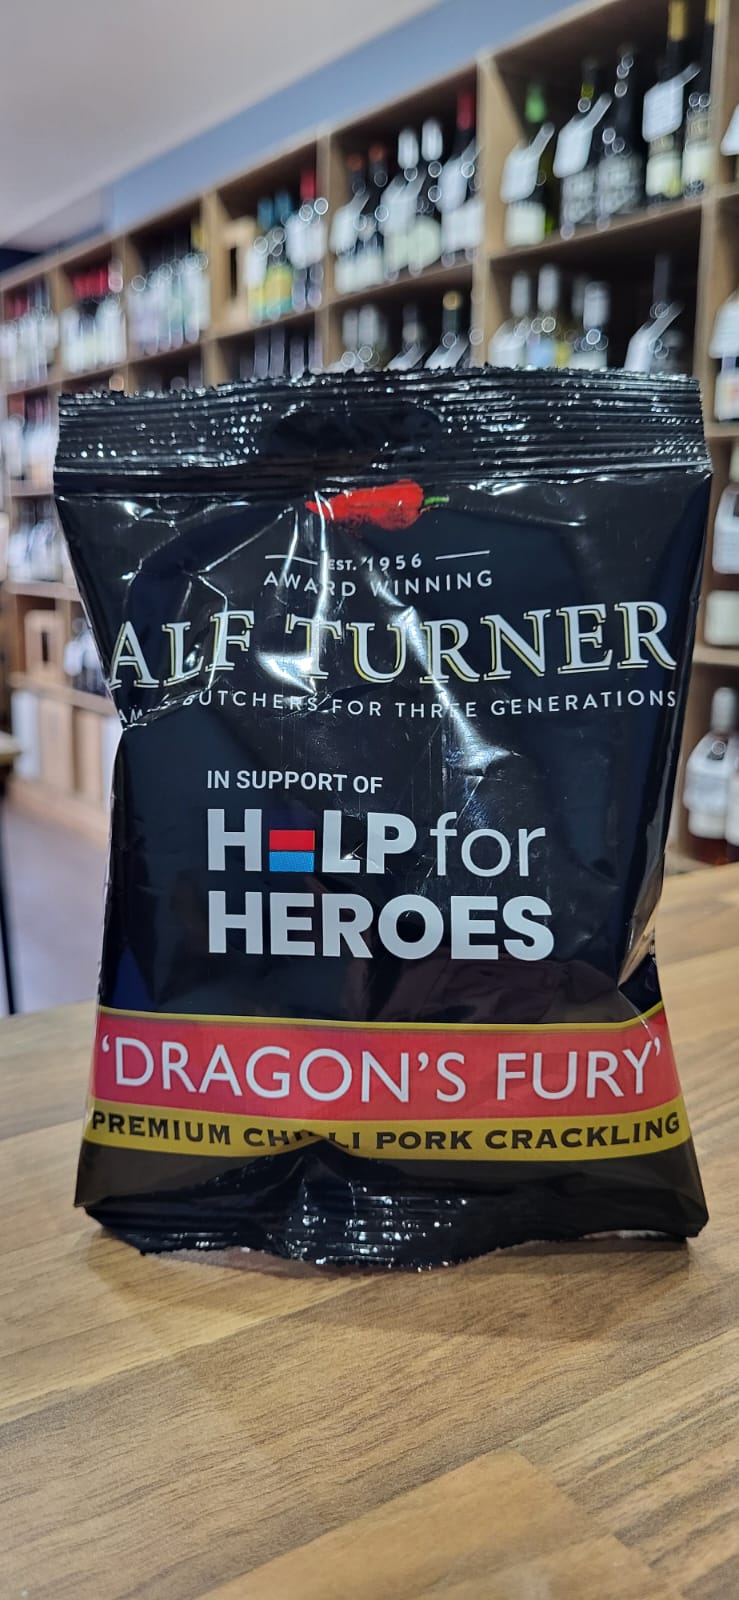 EST. 1956
AWARD WINNING
ALF TURNER
BUTCHERS FOR THREE GENERATIONS
IN SUPPORT OF
HELP for
HEROES
'DRAGON'S FURY'
PREMIUM CHILLI PORK CRACKLING